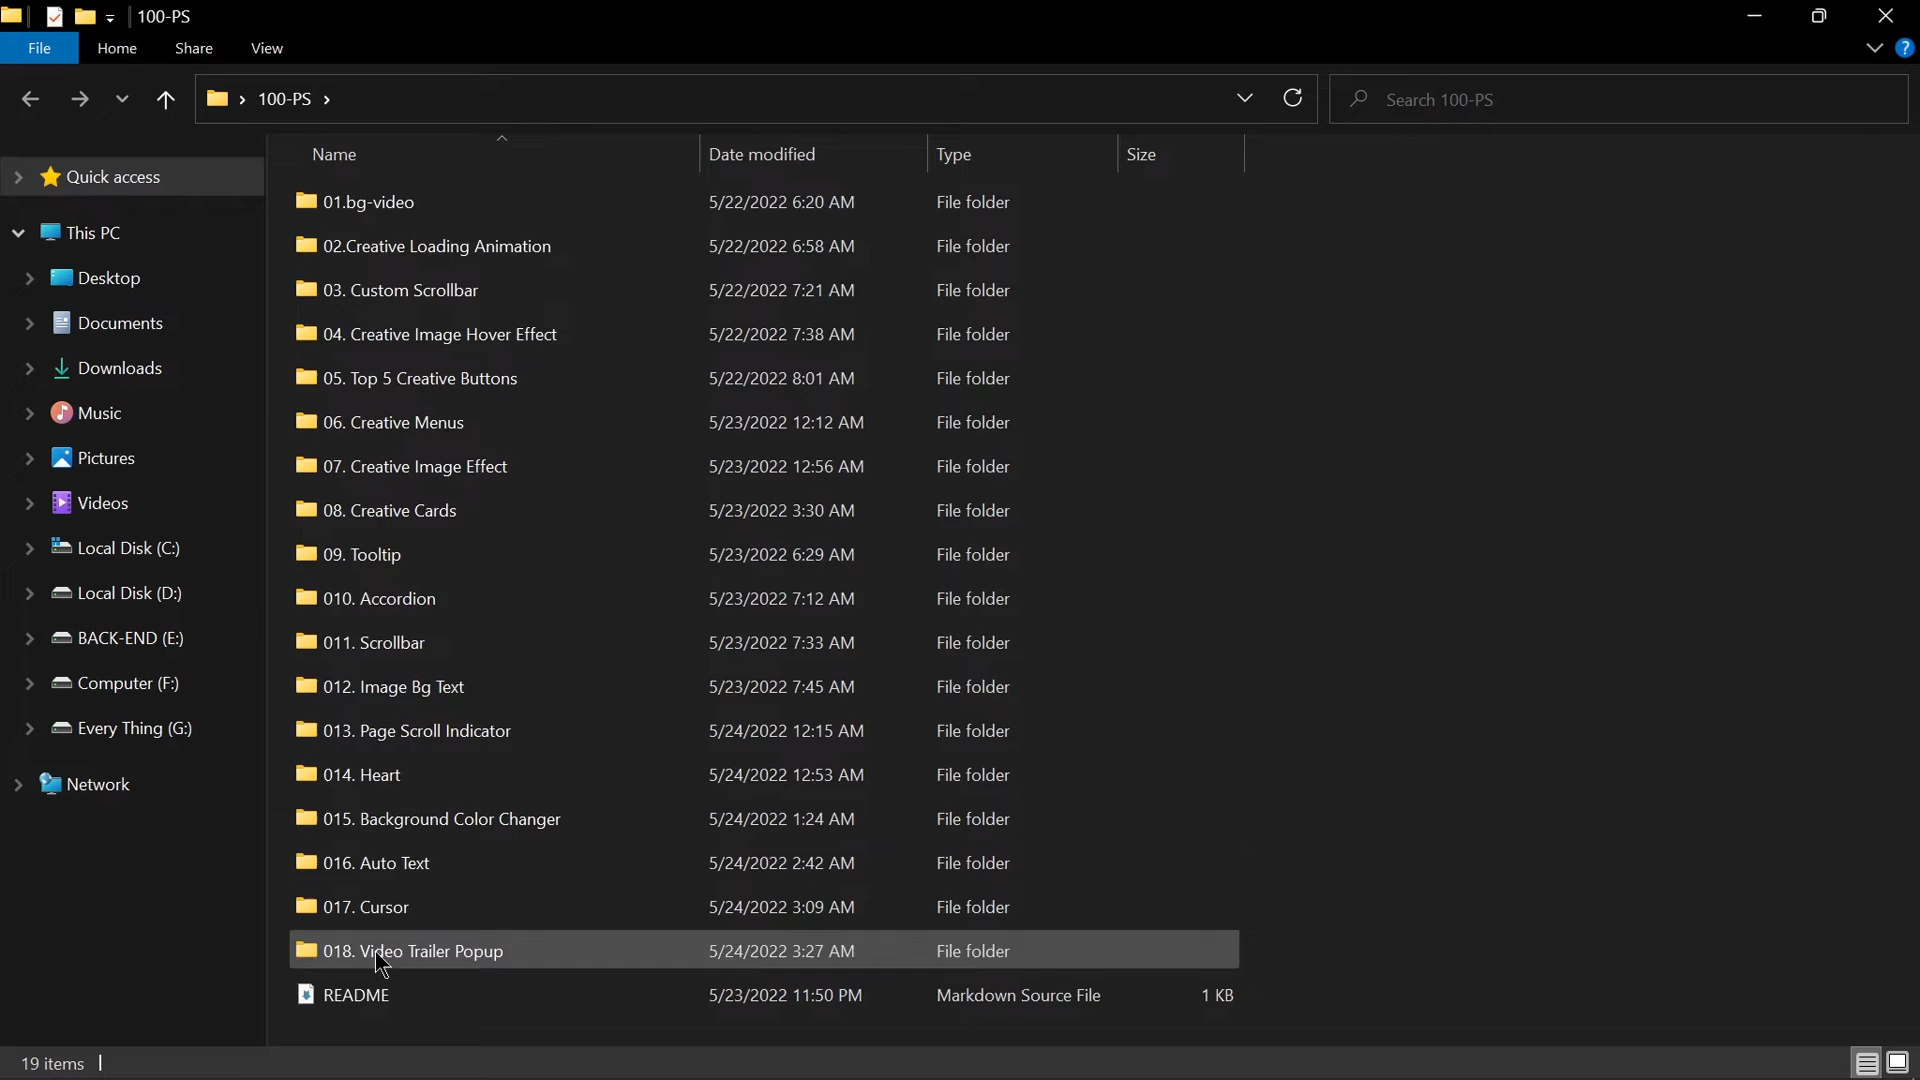 100-PS
File Home Share View
100-PS Search 100-PS
Name Date modified Type Size
Quick access
This PC
Desktop
Documents
Downloads
Music
Pictures
Videos
Local Disk (C:)
Local Disk (D:)
BACK-END (E:)
Computer (F:)
Every Thing (G:)
Network
01.bg-video 5/22/2022 6:20 AM File folder
02.Creative Loading Animation 5/22/2022 6:58 AM File folder
03. Custom Scrollbar 5/22/2022 7:21 AM File folder
04. Creative Image Hover Effect 5/22/2022 7:38 AM File folder
05. Top 5 Creative Buttons 5/22/2022 8:01 AM File folder
06. Creative Menus 5/23/2022 12:12 AM File folder
07. Creative Image Effect 5/23/2022 12:56 AM File folder
08. Creative Cards 5/23/2022 3:30 AM File folder
09. Tooltip 5/23/2022 6:29 AM File folder
010. Accordion 5/23/2022 7:12 AM File folder
011. Scrollbar 5/23/2022 7:33 AM File folder
012. Image Bg Text 5/23/2022 7:45 AM File folder
013. Page Scroll Indicator 5/24/2022 12:15 AM File folder
014. Heart 5/24/2022 12:53 AM File folder
015. Background Color Changer 5/24/2022 1:24 AM File folder
016. Auto Text 5/24/2022 2:42 AM File folder
017. Cursor 5/24/2022 3:09 AM File folder
018. Video Trailer Popup 5/24/2022 3:27 AM File folder
README 5/23/2022 11:50 PM Markdown Source File 1 KB
19 items